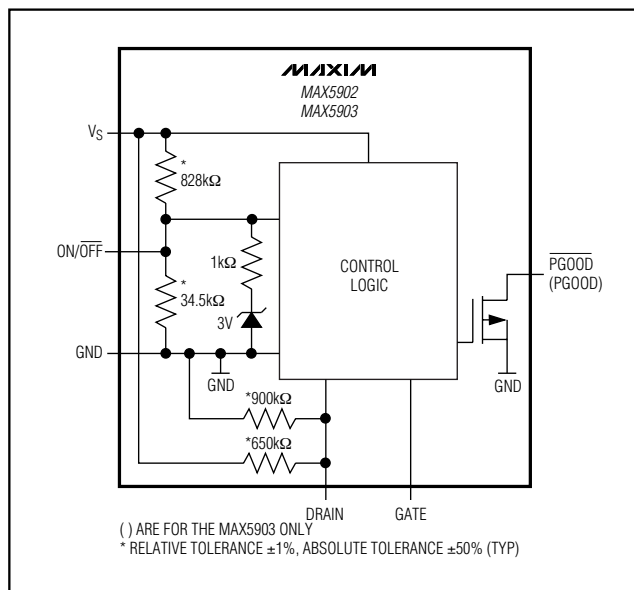 MAXIM
MAX5902
MAX5903
VS
*
828kΩ
ON/OFF
1kΩ
CONTROL
LOGIC
PGOOD
(PGOOD)
*
34.5kΩ
3V
GND
GND
GND
*900kΩ
*650kΩ
DRAIN
GATE
( ) ARE FOR THE MAX5903 ONLY
* RELATIVE TOLERANCE ±1%, ABSOLUTE TOLERANCE ±50% (TYP)